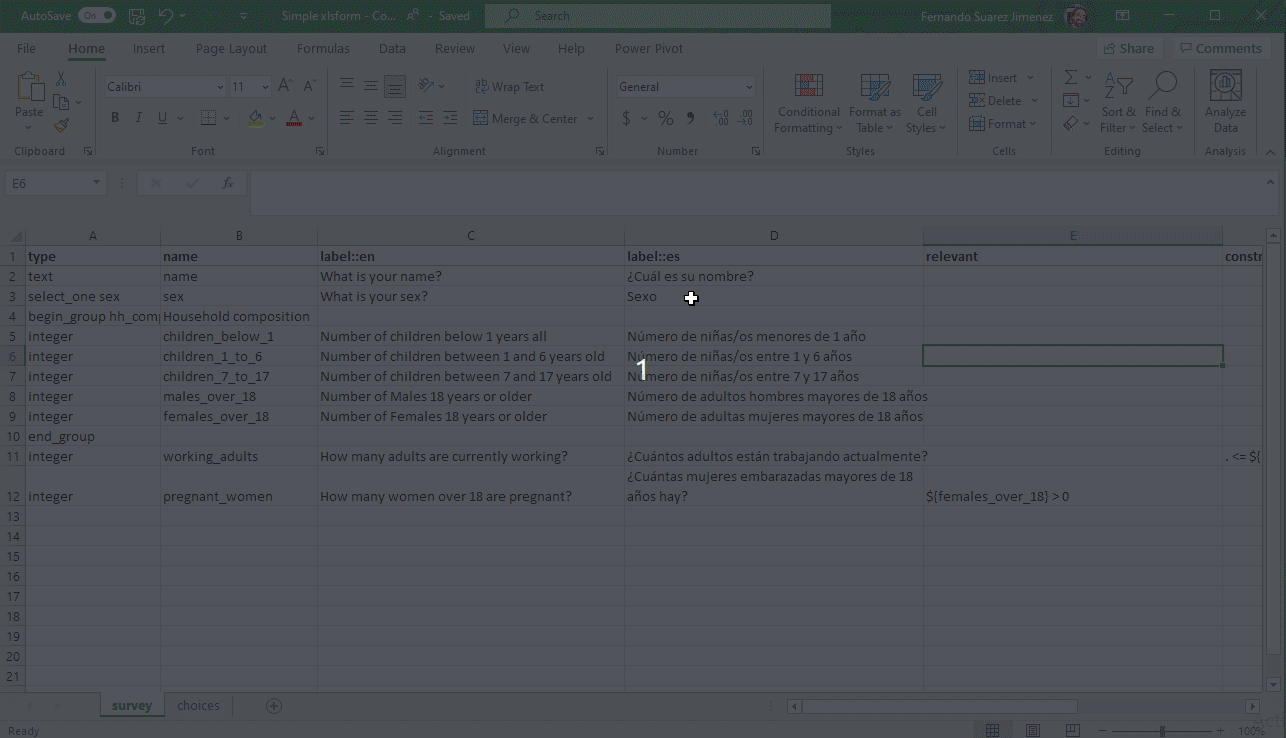 AutoSave On Simple xlsform - Co... - Saved Search Fernando Suarez Jimenez
File Home Insert Page Layout Formulas Data Review View Help Power Pivot Share Comments
Calibri 11 Wrap Text General Insert
Paste Conditional Formatting Format as Table Cell Styles Delete Sort & Filter Find & Select Analyze Data
B I U Merge & Center $ % Format
Clipboard Font Alignment Number Styles Cells Editing Analysis
E6 fx
A B C D E
1 type name label::en label::es relevant constr
2 text name What is your name? ¿Cuál es su nombre?
3 select_one sex sex What is your sex? Sexo
4 begin_group hh_comp Household composition
5 integer children_below_1 Number of children below 1 years all Número de niñas/os menores de 1 año
6 integer children_1_to_6 Number of children between 1 and 6 years old Número de niñas/os entre 1 y 6 años
1
7 integer children_7_to_17 Number of children between 7 and 17 years old Número de niñas/os entre 7 y 17 años
8 integer males_over_18 Number of Males 18 years or older Número de adultos hombres mayores de 18 años
9 integer females_over_18 Number of Females 18 years or older Número de adultas mujeres mayores de 18 años
10 end_group
11 integer working_adults How many adults are currently working? ¿Cuántos adultos están trabajando actualmente? . <= ${
12 integer pregnant_women How many women over 18 are pregnant? ¿Cuántas mujeres embarazadas mayores de 18 años hay? ${females_over_18} > 0
13
14
15
16
17
18
19
20
21
survey choices
Ready 100%